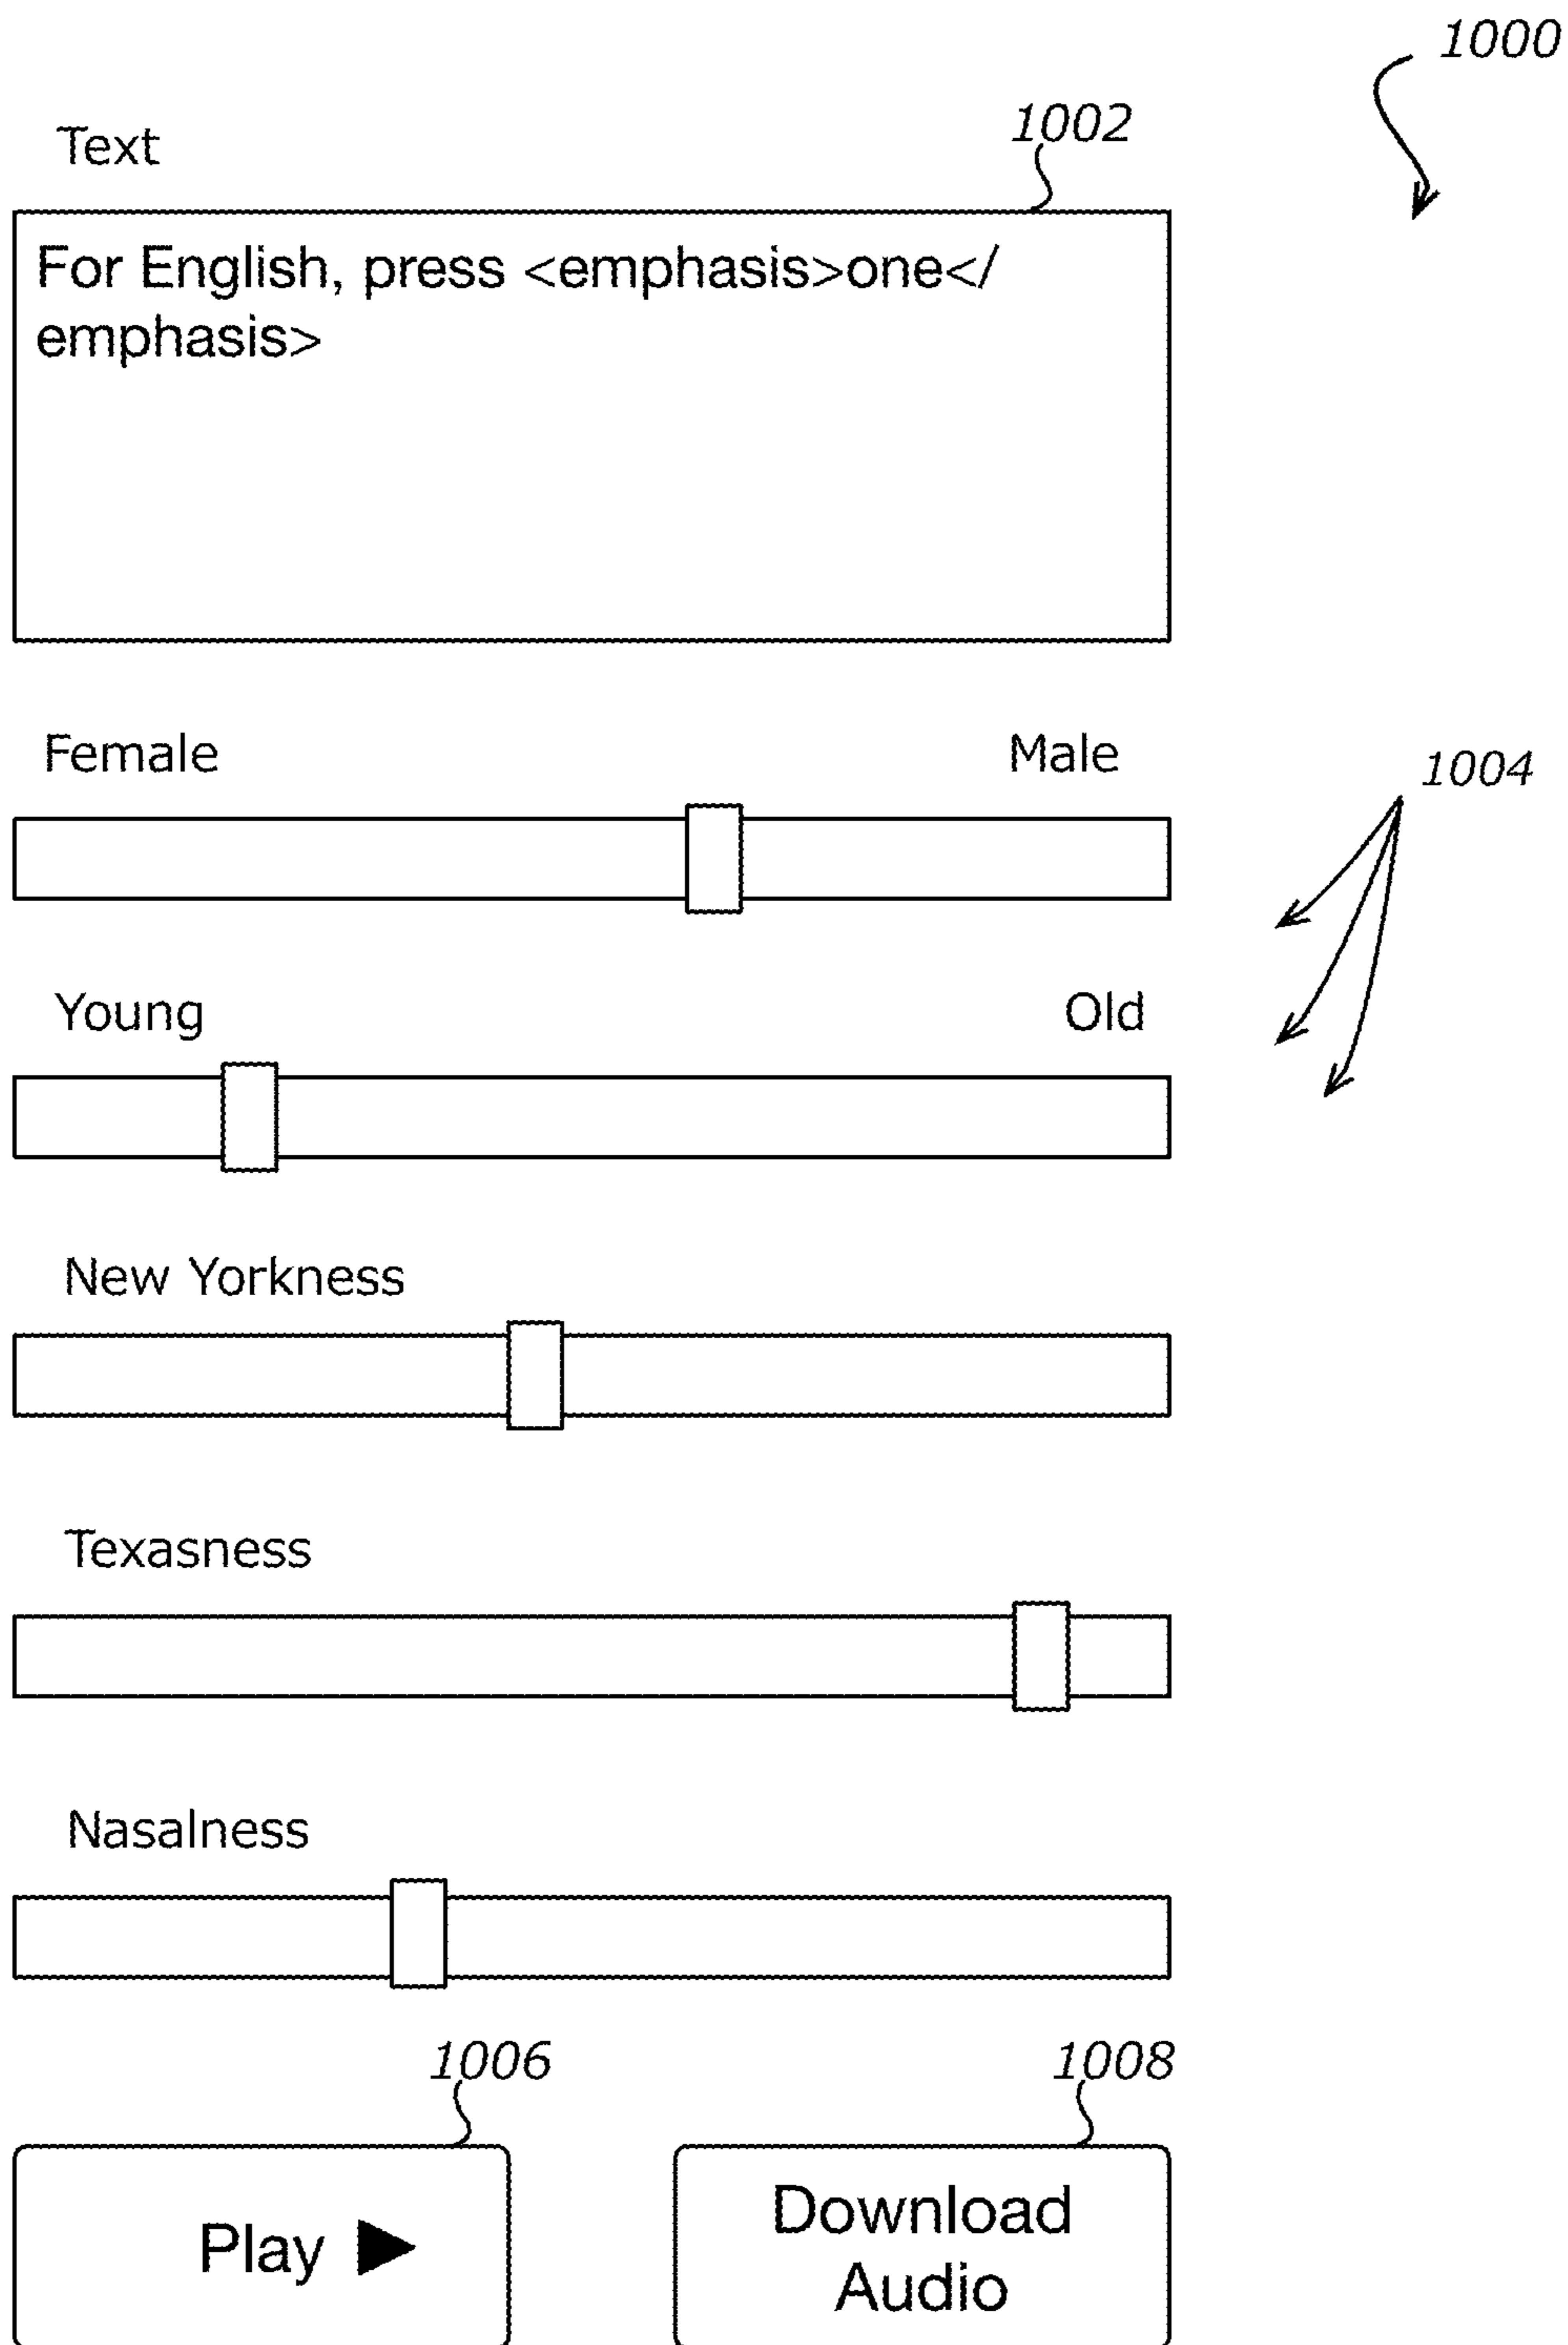 1000
Text
1002
For English, press <emphasis>one</
emphasis>
Female
Male
1004
Young
Old
New Yorkness
Texasness
Nasalness
1006
1008
Play
Download
Audio